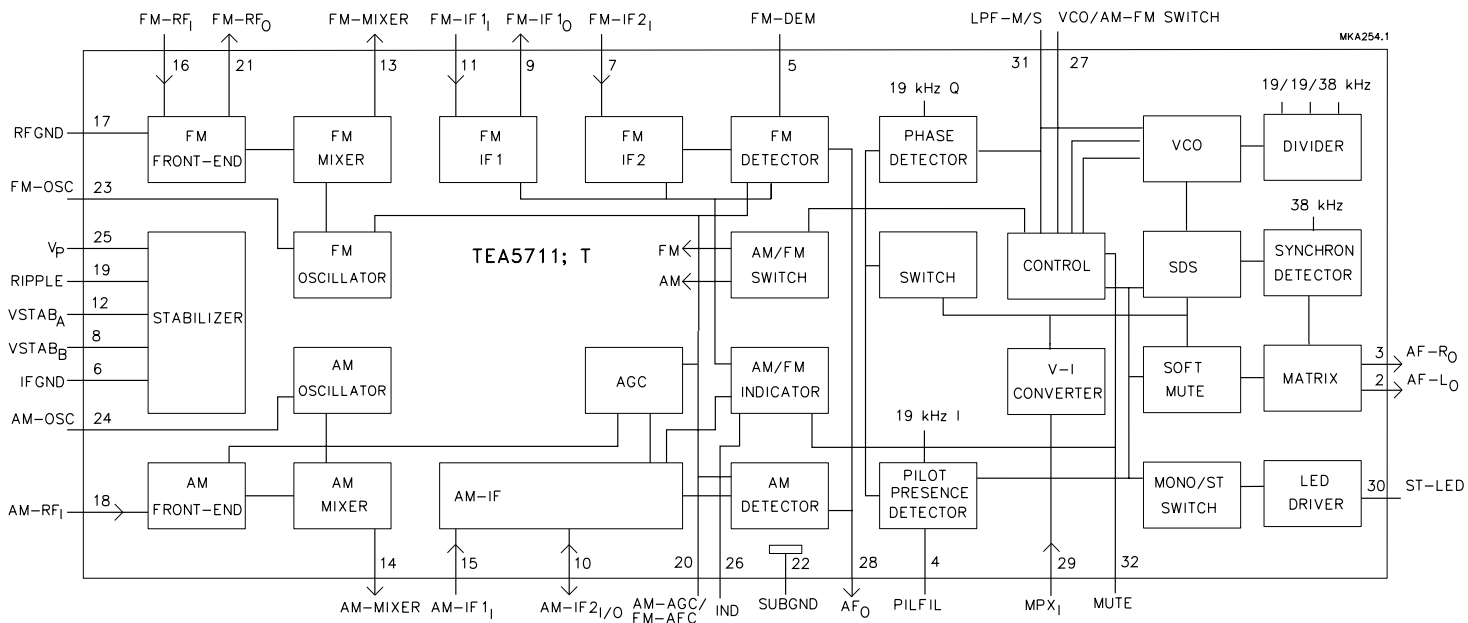 FM-RFI FM-RFO FM-MIXER FM-IF1I FM-IF1O FM-IF2I FM-DEM LPF-M/S VCO/AM-FM SWITCH
MKA254.1
16 21 13 11 9 7 5 31 27
19 kHz Q 19/19/38 kHz
RFGND 17
FM FRONT-END
FM MIXER
FM IF1
FM IF2
FM DETECTOR
PHASE DETECTOR
VCO
DIVIDER
FM-OSC 23
38 kHz
VP 25
RIPPLE 19
VSTABA 12
VSTABB 8
IFGND 6
AM-OSC 24
STABILIZER
FM OSCILLATOR
TEA5711; T
FM
AM
AM/FM SWITCH
SWITCH
CONTROL
SDS
SYNCHRON DETECTOR
AM OSCILLATOR
AGC
AM/FM INDICATOR
V-I CONVERTER
SOFT MUTE
MATRIX
3 AF-RO
2 AF-LO
19 kHz I
AM-RFI 18
AM FRONT-END
AM MIXER
AM-IF
AM DETECTOR
PILOT PRESENCE DETECTOR
MONO/ST SWITCH
LED DRIVER
30 ST-LED
14 15 10 20 26 22 28 4 29 32
AM-MIXER AM-IF1I AM-IF2I/O AM-AGC/ FM-AFC IND SUBGND AFO PILFIL MPXI MUTE